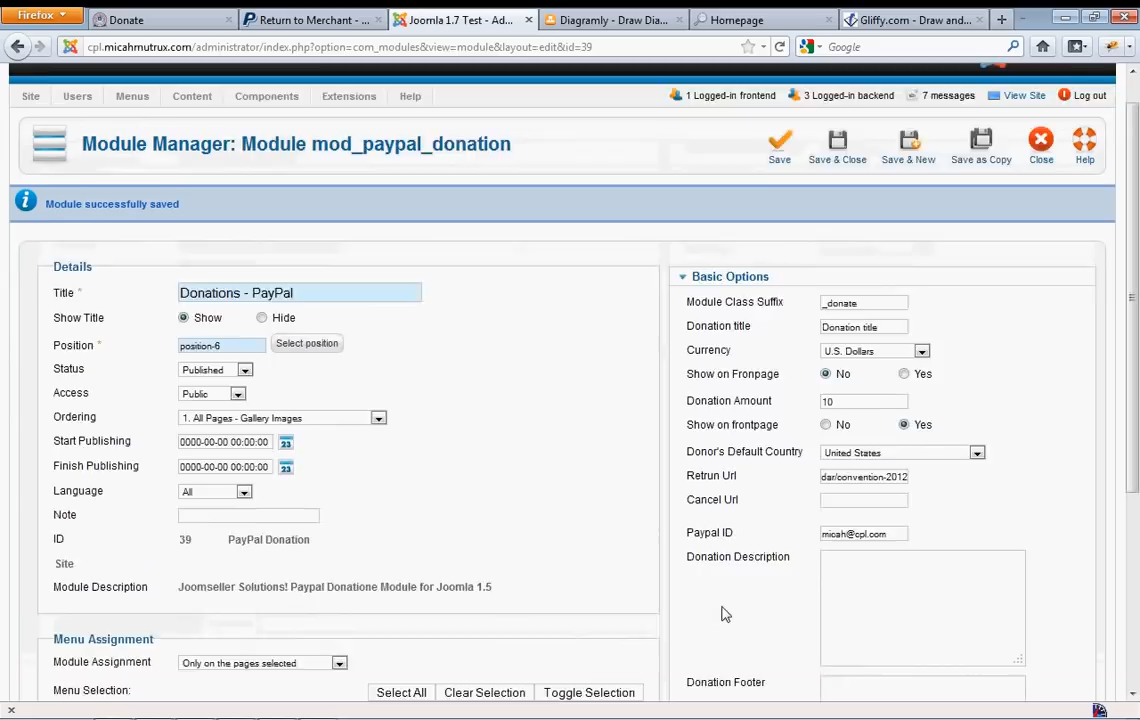 Firefox
Donate
Return to Merchant - ...
Joomla 1.7 Test - Ad...
Diagramly - Draw Dia...
Homepage
Gliffy.com - Draw and...
cpl.micahmutrux.com/administrator/index.php?option=com_modules&view=module&layout=edit&id=39
Google
Site Users Menus Content Components Extensions Help
1 Logged-in frontend 3 Logged-in backend 7 messages View Site Log out
Module Manager: Module mod_paypal_donation
Save Save & Close Save & New Save as Copy Close Help
Module successfully saved
Details
Title * Donations - PayPal
Show Title Show Hide
Position * position-6 Select position
Status Published
Access Public
Ordering 1. All Pages - Gallery Images
Start Publishing 0000-00-00 00:00:00 23
Finish Publishing 0000-00-00 00:00:00 23
Language All
Note
ID 39 PayPal Donation
Site
Module Description Joomseller Solutions! Paypal Donatione Module for Joomla 1.5
Menu Assignment
Module Assignment Only on the pages selected
Menu Selection: Select All Clear Selection Toggle Selection
Basic Options
Module Class Suffix _donate
Donation title Donation title
Currency U.S. Dollars
Show on Fronpage No Yes
Donation Amount 10
Show on frontpage No Yes
Donor's Default Country United States
Retrun Url dar/convention-2012
Cancel Url
Paypal ID micah@cpl.com
Donation Description
Donation Footer